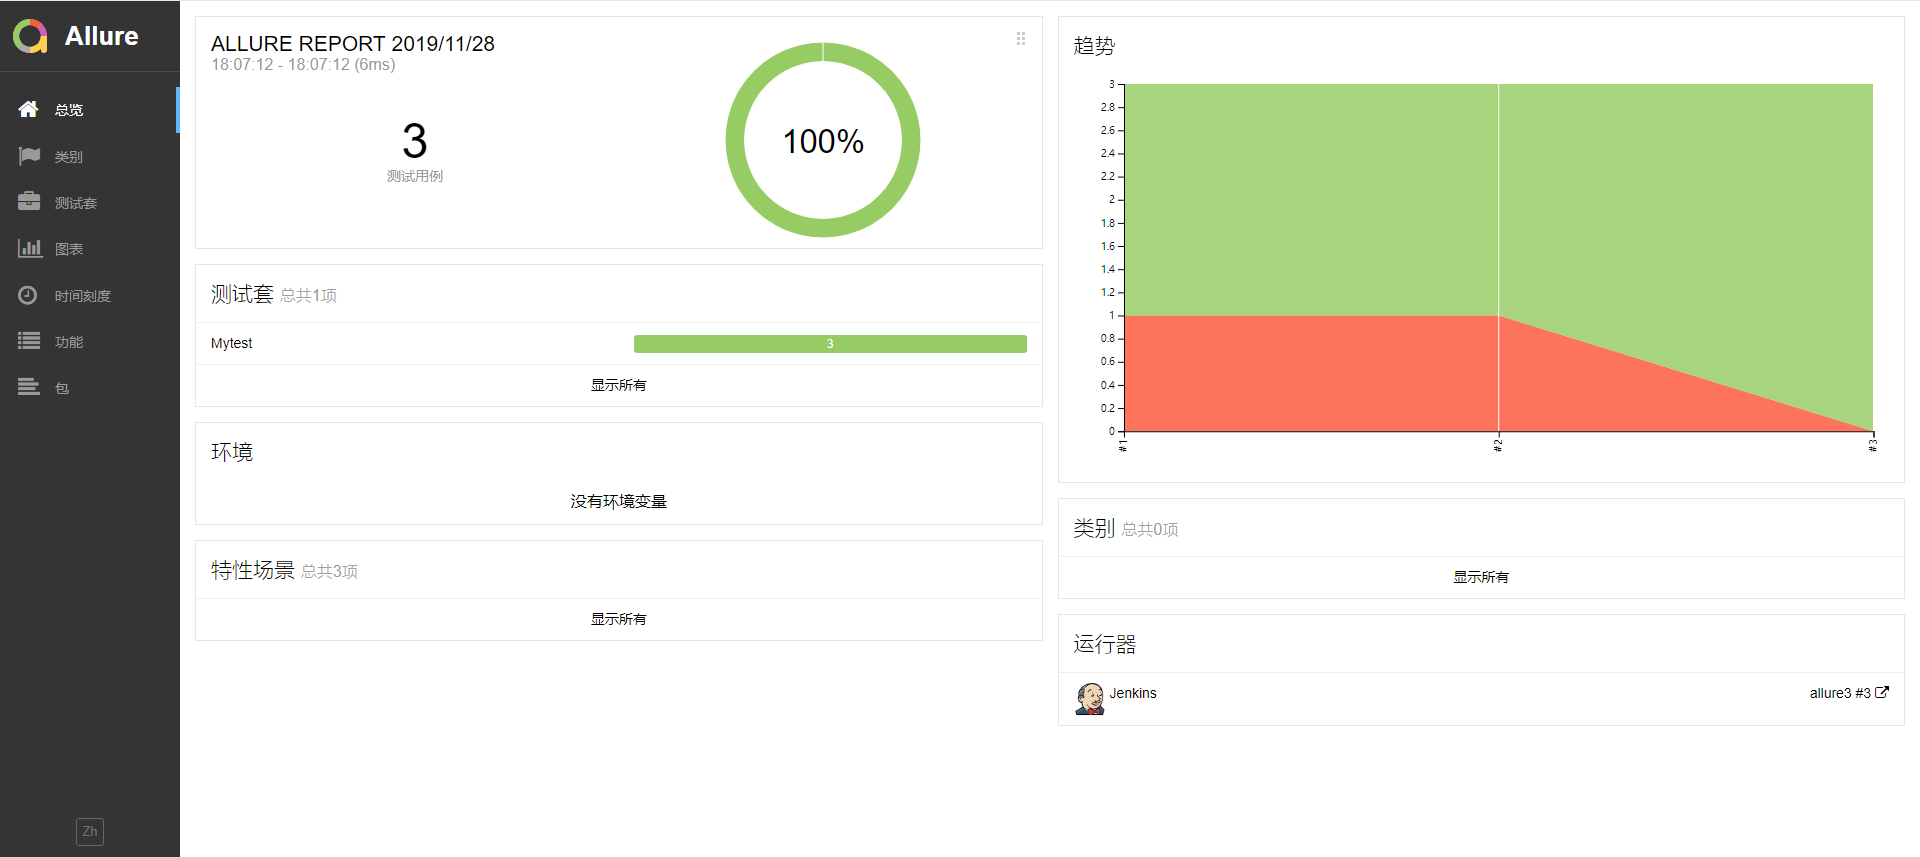 Allure
总览
类别
测试套
图表
时间刻度
功能
包
Zh
ALLURE REPORT 2019/11/28
18:07:12 - 18:07:12 (6ms)
3
测试用例
100%
测试套 总共1项
Mytest 3
显示所有
环境
没有环境变量
特性场景 总共3项
显示所有
趋势
3
2.8
2.6
2.4
2.2
2
1.8
1.6
1.4
1.2
1
0.8
0.6
0.4
0.2
0
#1 #2 #3
类别 总共0项
显示所有
运行器
Jenkins allure3 #3